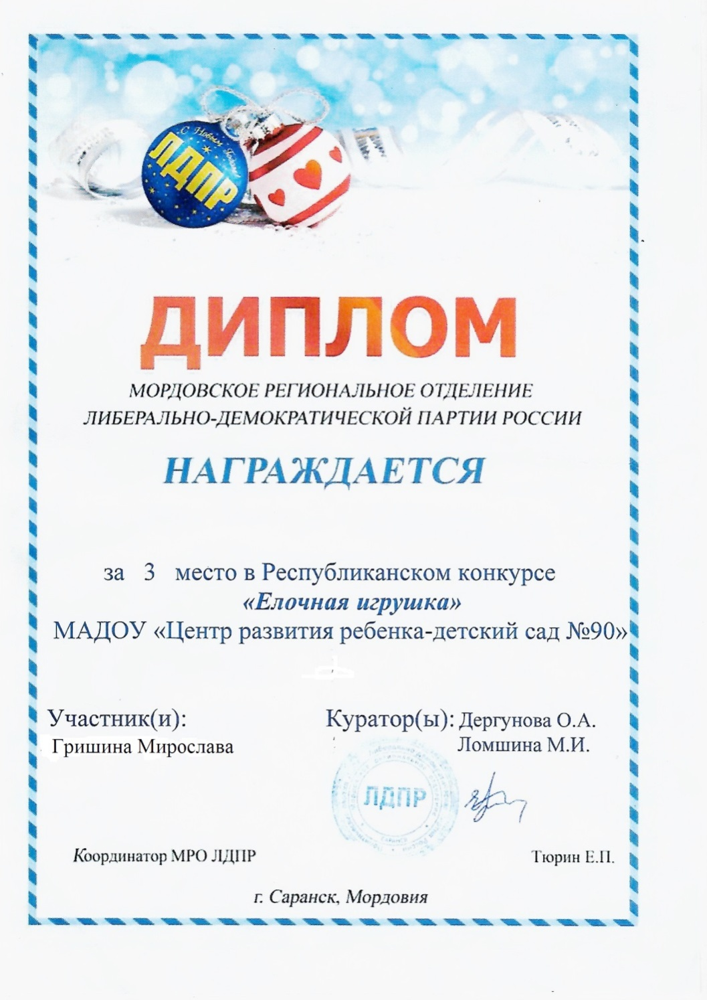 С Новым Годом!
ЛДПР
ДИПЛОМ
МОРДОВСКОЕ РЕГИОНАЛЬНОЕ ОТДЕЛЕНИЕ
ЛИБЕРАЛЬНО-ДЕМОКРАТИЧЕСКОЙ ПАРТИИ РОССИИ
НАГРАЖДАЕТСЯ
за 3 место в Республиканском конкурсе
«Елочная игрушка»
МАДОУ «Центр развития ребенка-детский сад №90»
Участник(и):
Гришина Мирослава
Куратор(ы): Дергунова О.А.
Ломшина М.И.
ЛДПР
Координатор МРО ЛДПР
Тюрин Е.П.
г. Саранск, Мордовия